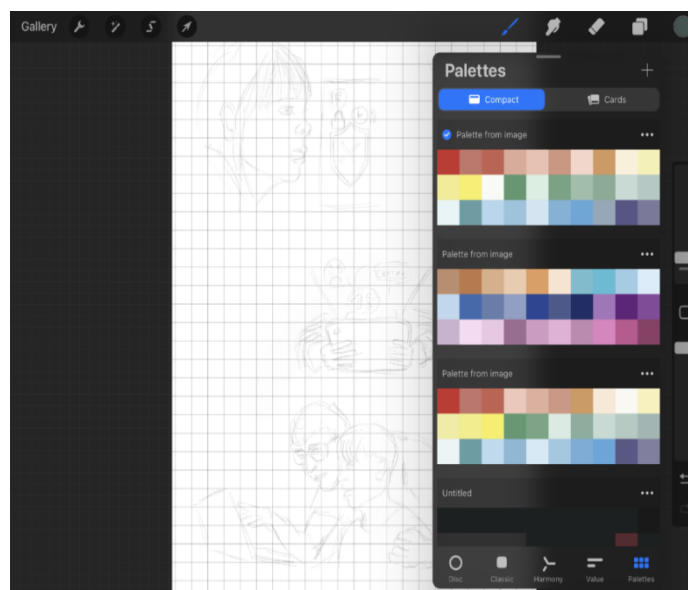 Gallery
Palettes
Compact Cards
Palette from image
Palette from image
Palette from image
Untitled
Disc Classic Harmony Value Palettes